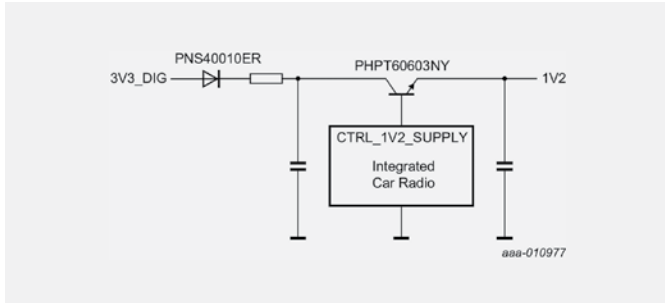 PNS40010ER
PHPT60603NY
3V3_DIG
1V2
CTRL_1V2_SUPPLY
Integrated
Car Radio
aaa-010977